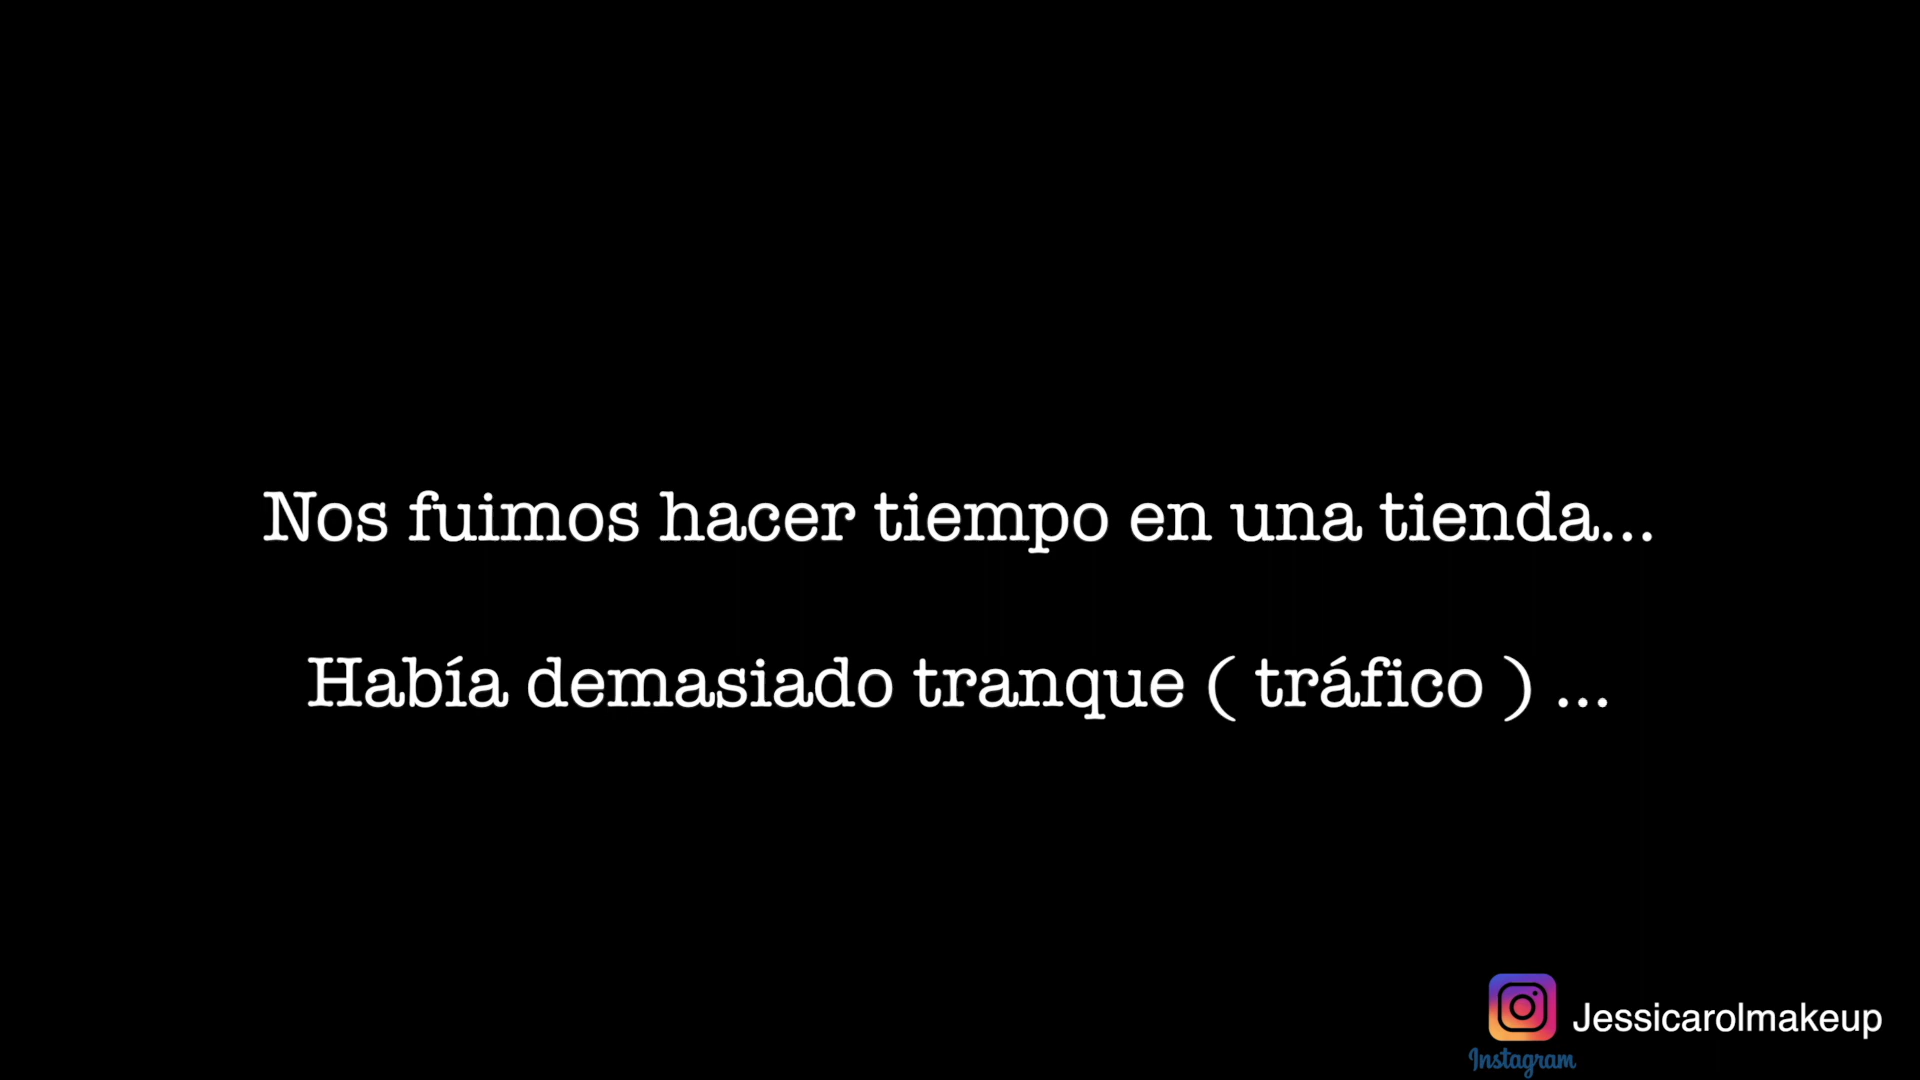 Nos fuimos hacer tiempo en una tienda...
Había demasiado tranque ( tráfico ) ...
Jessicarolmakeup
Instagram